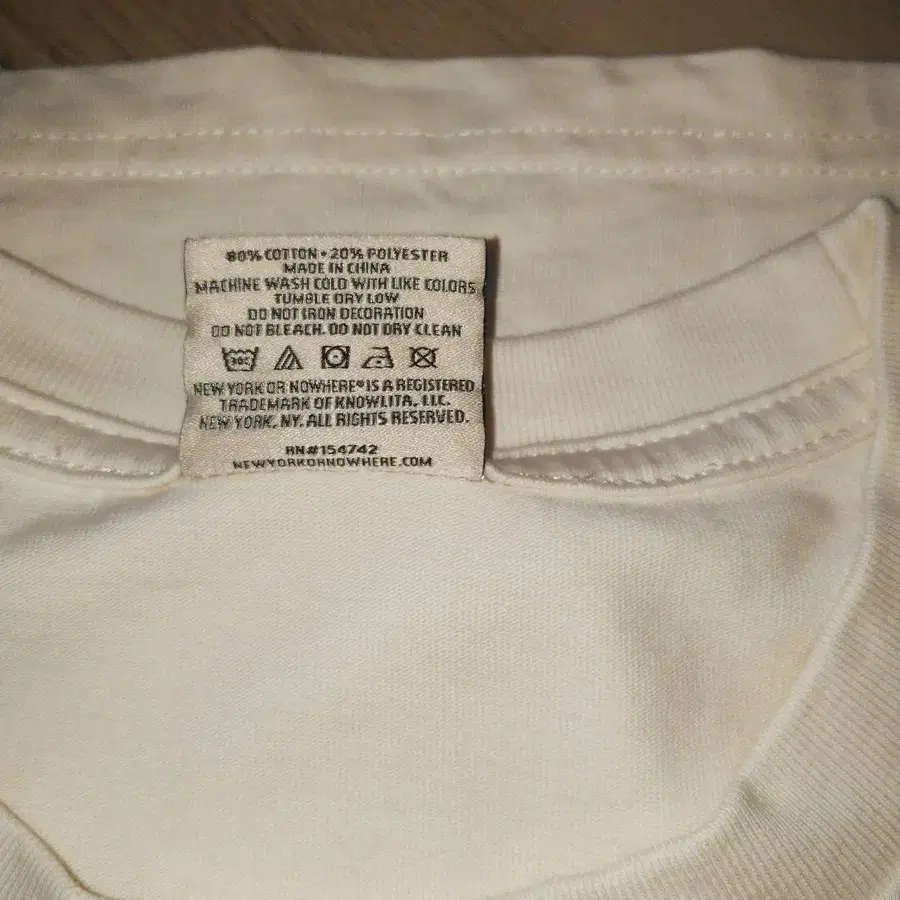 80% COTTON • 20% POLYESTER
MADE IN CHINA
MACHINE WASH COLD WITH LIKE COLORS
TUMBLE DRY LOW
DO NOT IRON DECORATION
DO NOT BLEACH. DO NOT DRY CLEAN
30C
NEW YORK OR NOWHERE® IS A REGISTERED
TRADEMARK OF KNOWLITA, LLC.
NEW YORK, NY. ALL RIGHTS RESERVED.
RN#154742
NEWYORKORNOWHERE.COM